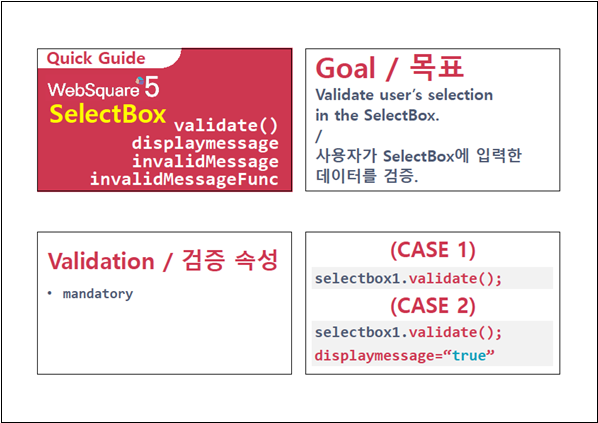 Quick Guide
WebSquare 5
SelectBox
validate()
displaymessage
invalidMessage
invalidMessageFunc
Goal / 목표
Validate user’s selection
in the SelectBox.
/
사용자가 SelectBox에 입력한
데이터를 검증.
Validation / 검증 속성
• mandatory
(CASE 1)
selectbox1.validate();
(CASE 2)
selectbox1.validate();
displaymessage=“true”